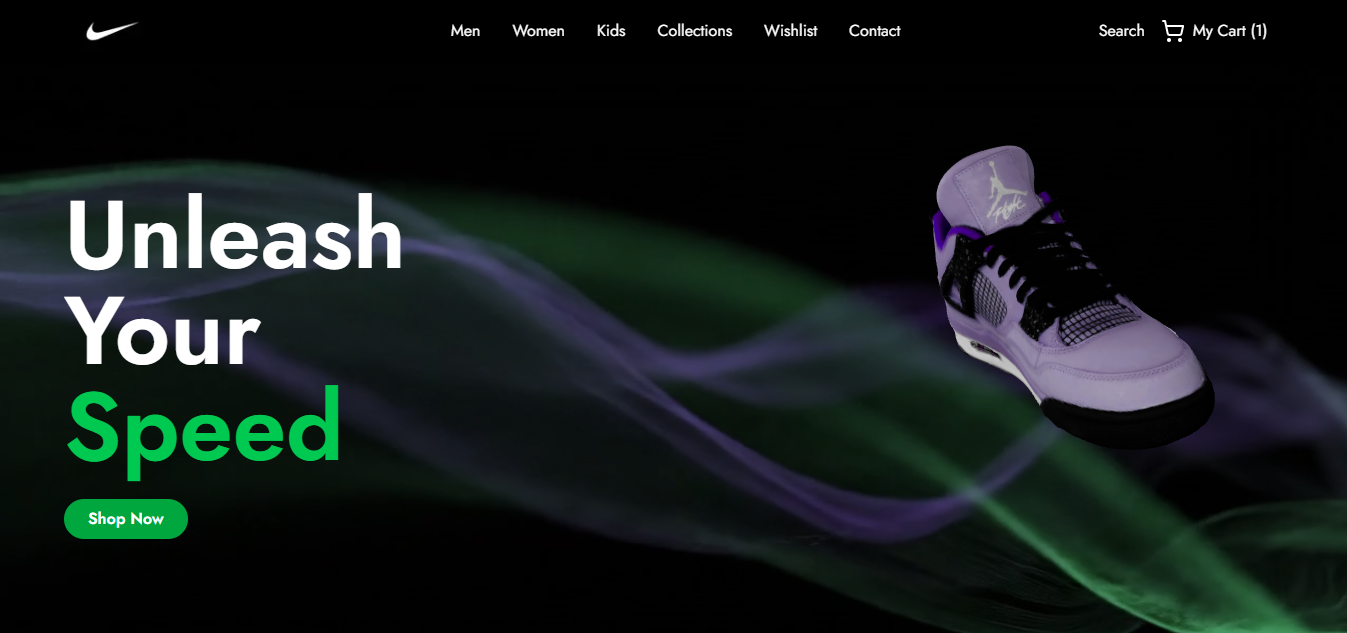 Men Women Kids Collections Wishlist Contact Search My Cart (1)
Unleash
Your
Speed
Shop Now
Flight